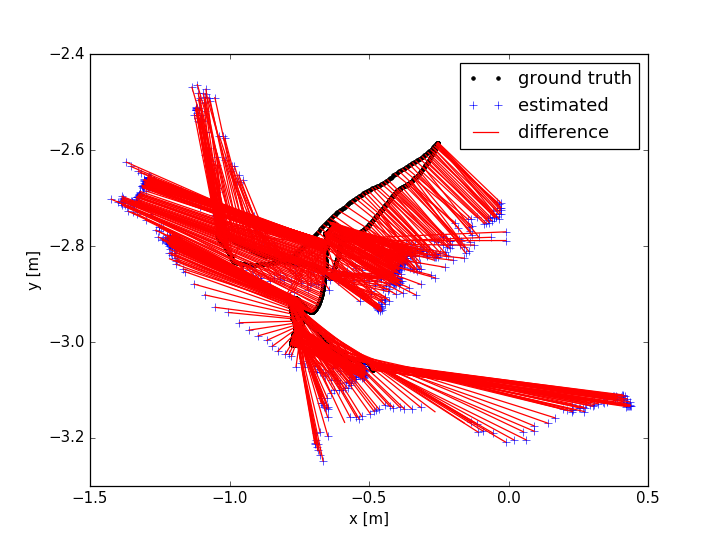 −2.4
−2.6
−2.8
−3.0
−3.2
y [m]
ground truth
estimated
difference
−1.5 −1.0 −0.5 0.0 0.5
x [m]